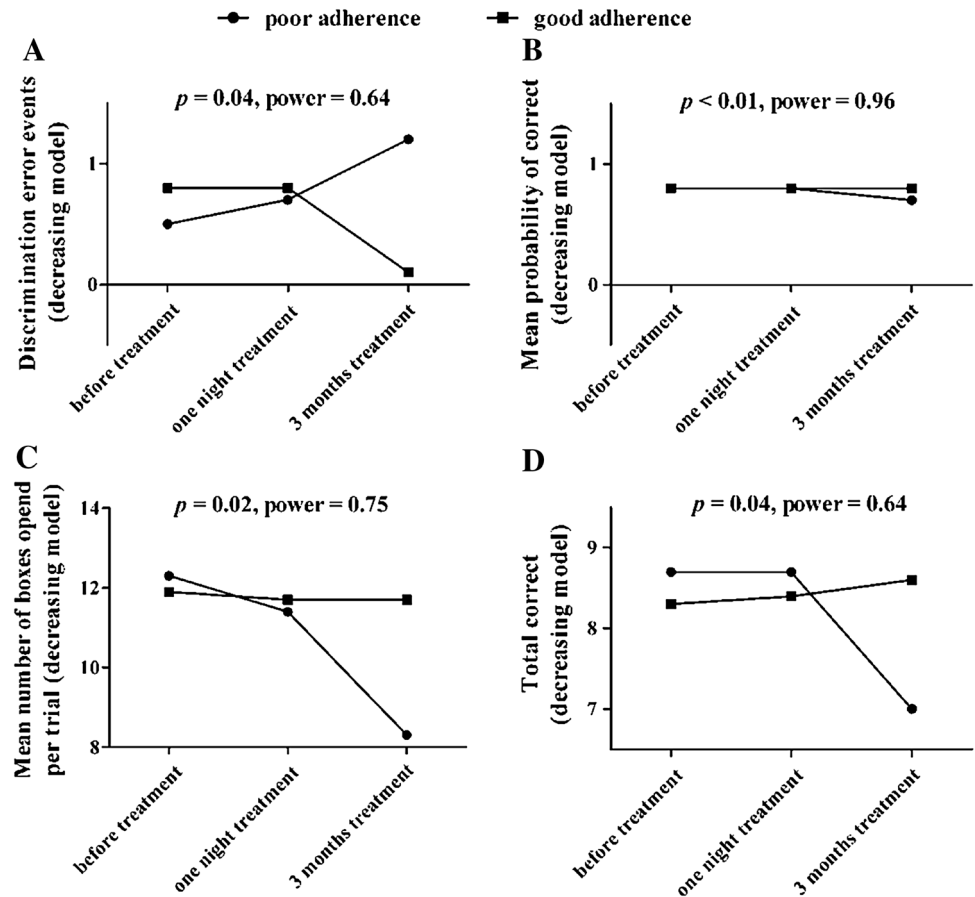 poor adherence good adherence
A
p = 0.04, power = 0.64
Discrimination error events
(decreasing model)
1
0
before treatment
one night treatment
3 months treatment
B
p < 0.01, power = 0.96
Mean probability of correct
(decreasing model)
1
0
before treatment
one night treatment
3 months treatment
C
p = 0.02, power = 0.75
Mean number of boxes opend
per trial (decreasing model)
14
12
10
8
before treatment
one night treatment
3 months treatment
D
p = 0.04, power = 0.64
Total correct
(decreasing model)
9
8
7
before treatment
one night treatment
3 months treatment